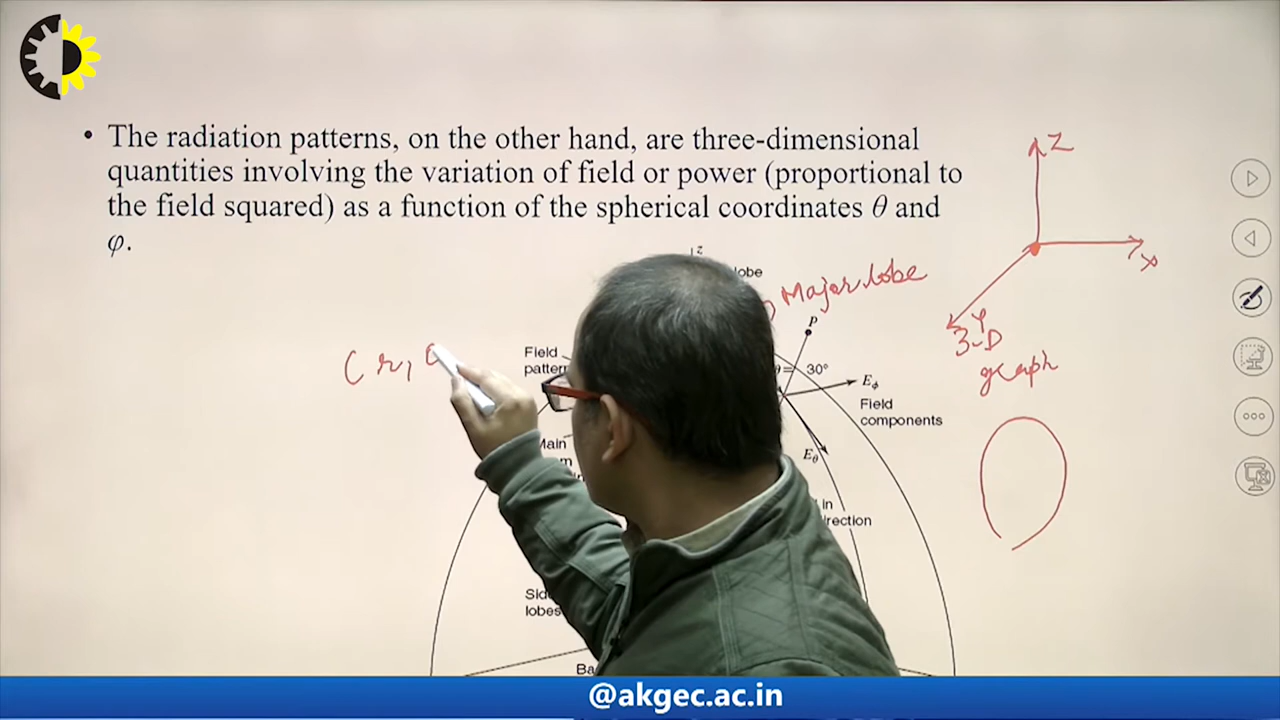 • The radiation patterns, on the other hand, are three-dimensional
quantities involving the variation of field or power (proportional to
the field squared) as a function of the spherical coordinates θ and
φ.
Z
X
Y
3-D
graph
z
lobe
Major lobe
P
30°
Eϕ
Field
components
Eθ
Field
(r,
Main
in
Side
lobes
@akgec.ac.in